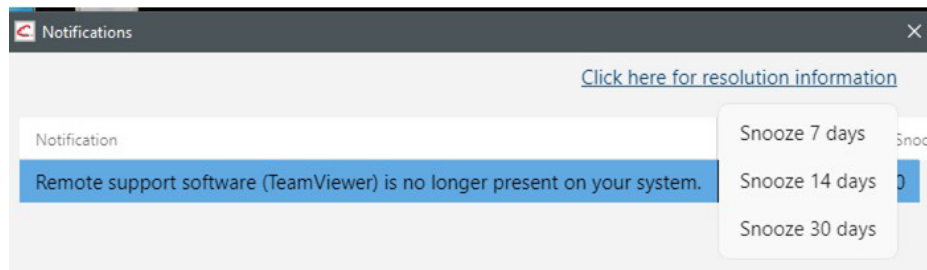 Notifications
Click here for resolution information
Notification
Snooze 7 days
Remote support software (TeamViewer) is no longer present on your system.
Snooze 14 days
Snooze 30 days